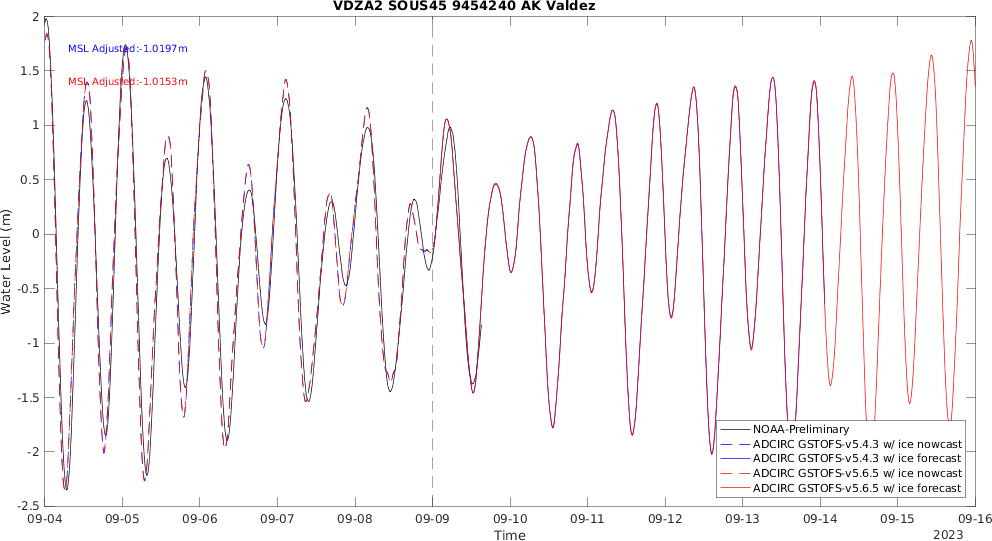 VDZA2 SOUS45 9454240 AK Valdez
MSL Adjusted:-1.0197m
MSL Adjusted:-1.0153m
Water Level (m)
2
1.5
1
0.5
0
-0.5
-1
-1.5
-2
-2.5
NOAA-Preliminary
ADCIRC GSTOFS-v5.4.3 w/ ice nowcast
ADCIRC GSTOFS-v5.4.3 w/ ice forecast
ADCIRC GSTOFS-v5.6.5 w/ ice nowcast
ADCIRC GSTOFS-v5.6.5 w/ ice forecast
09-04 09-05 09-06 09-07 09-08 09-09 09-10 09-11 09-12 09-13 09-14 09-15 09-16
Time
2023